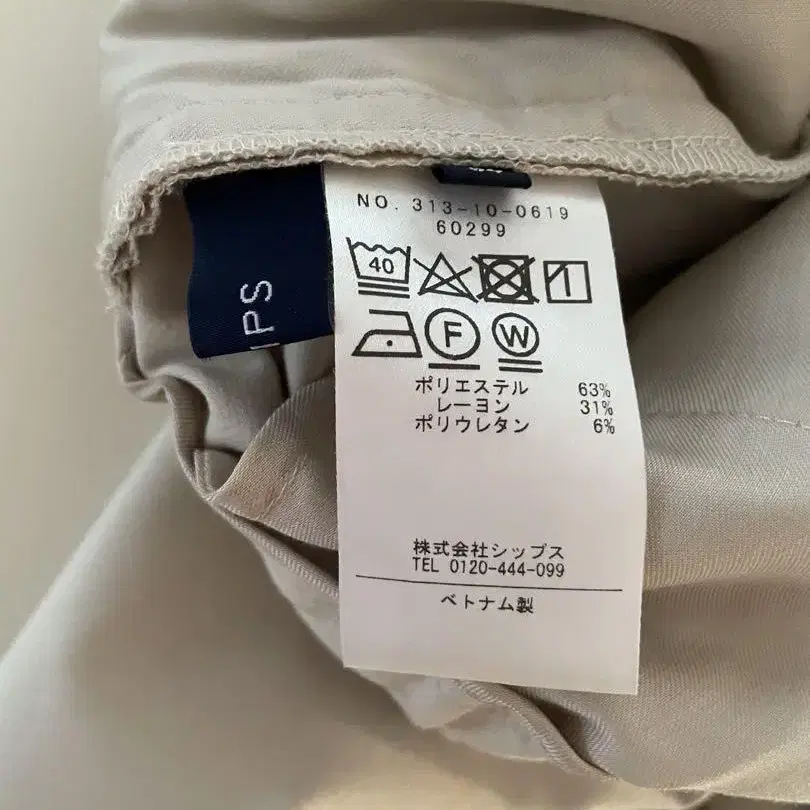 NO. 313-10-0619
60299
40
F W
ポリエステル 63%
レーヨン 31%
ポリウレタン 6%
株式会社シップス
TEL 0120-444-099
ベトナム製
IPS